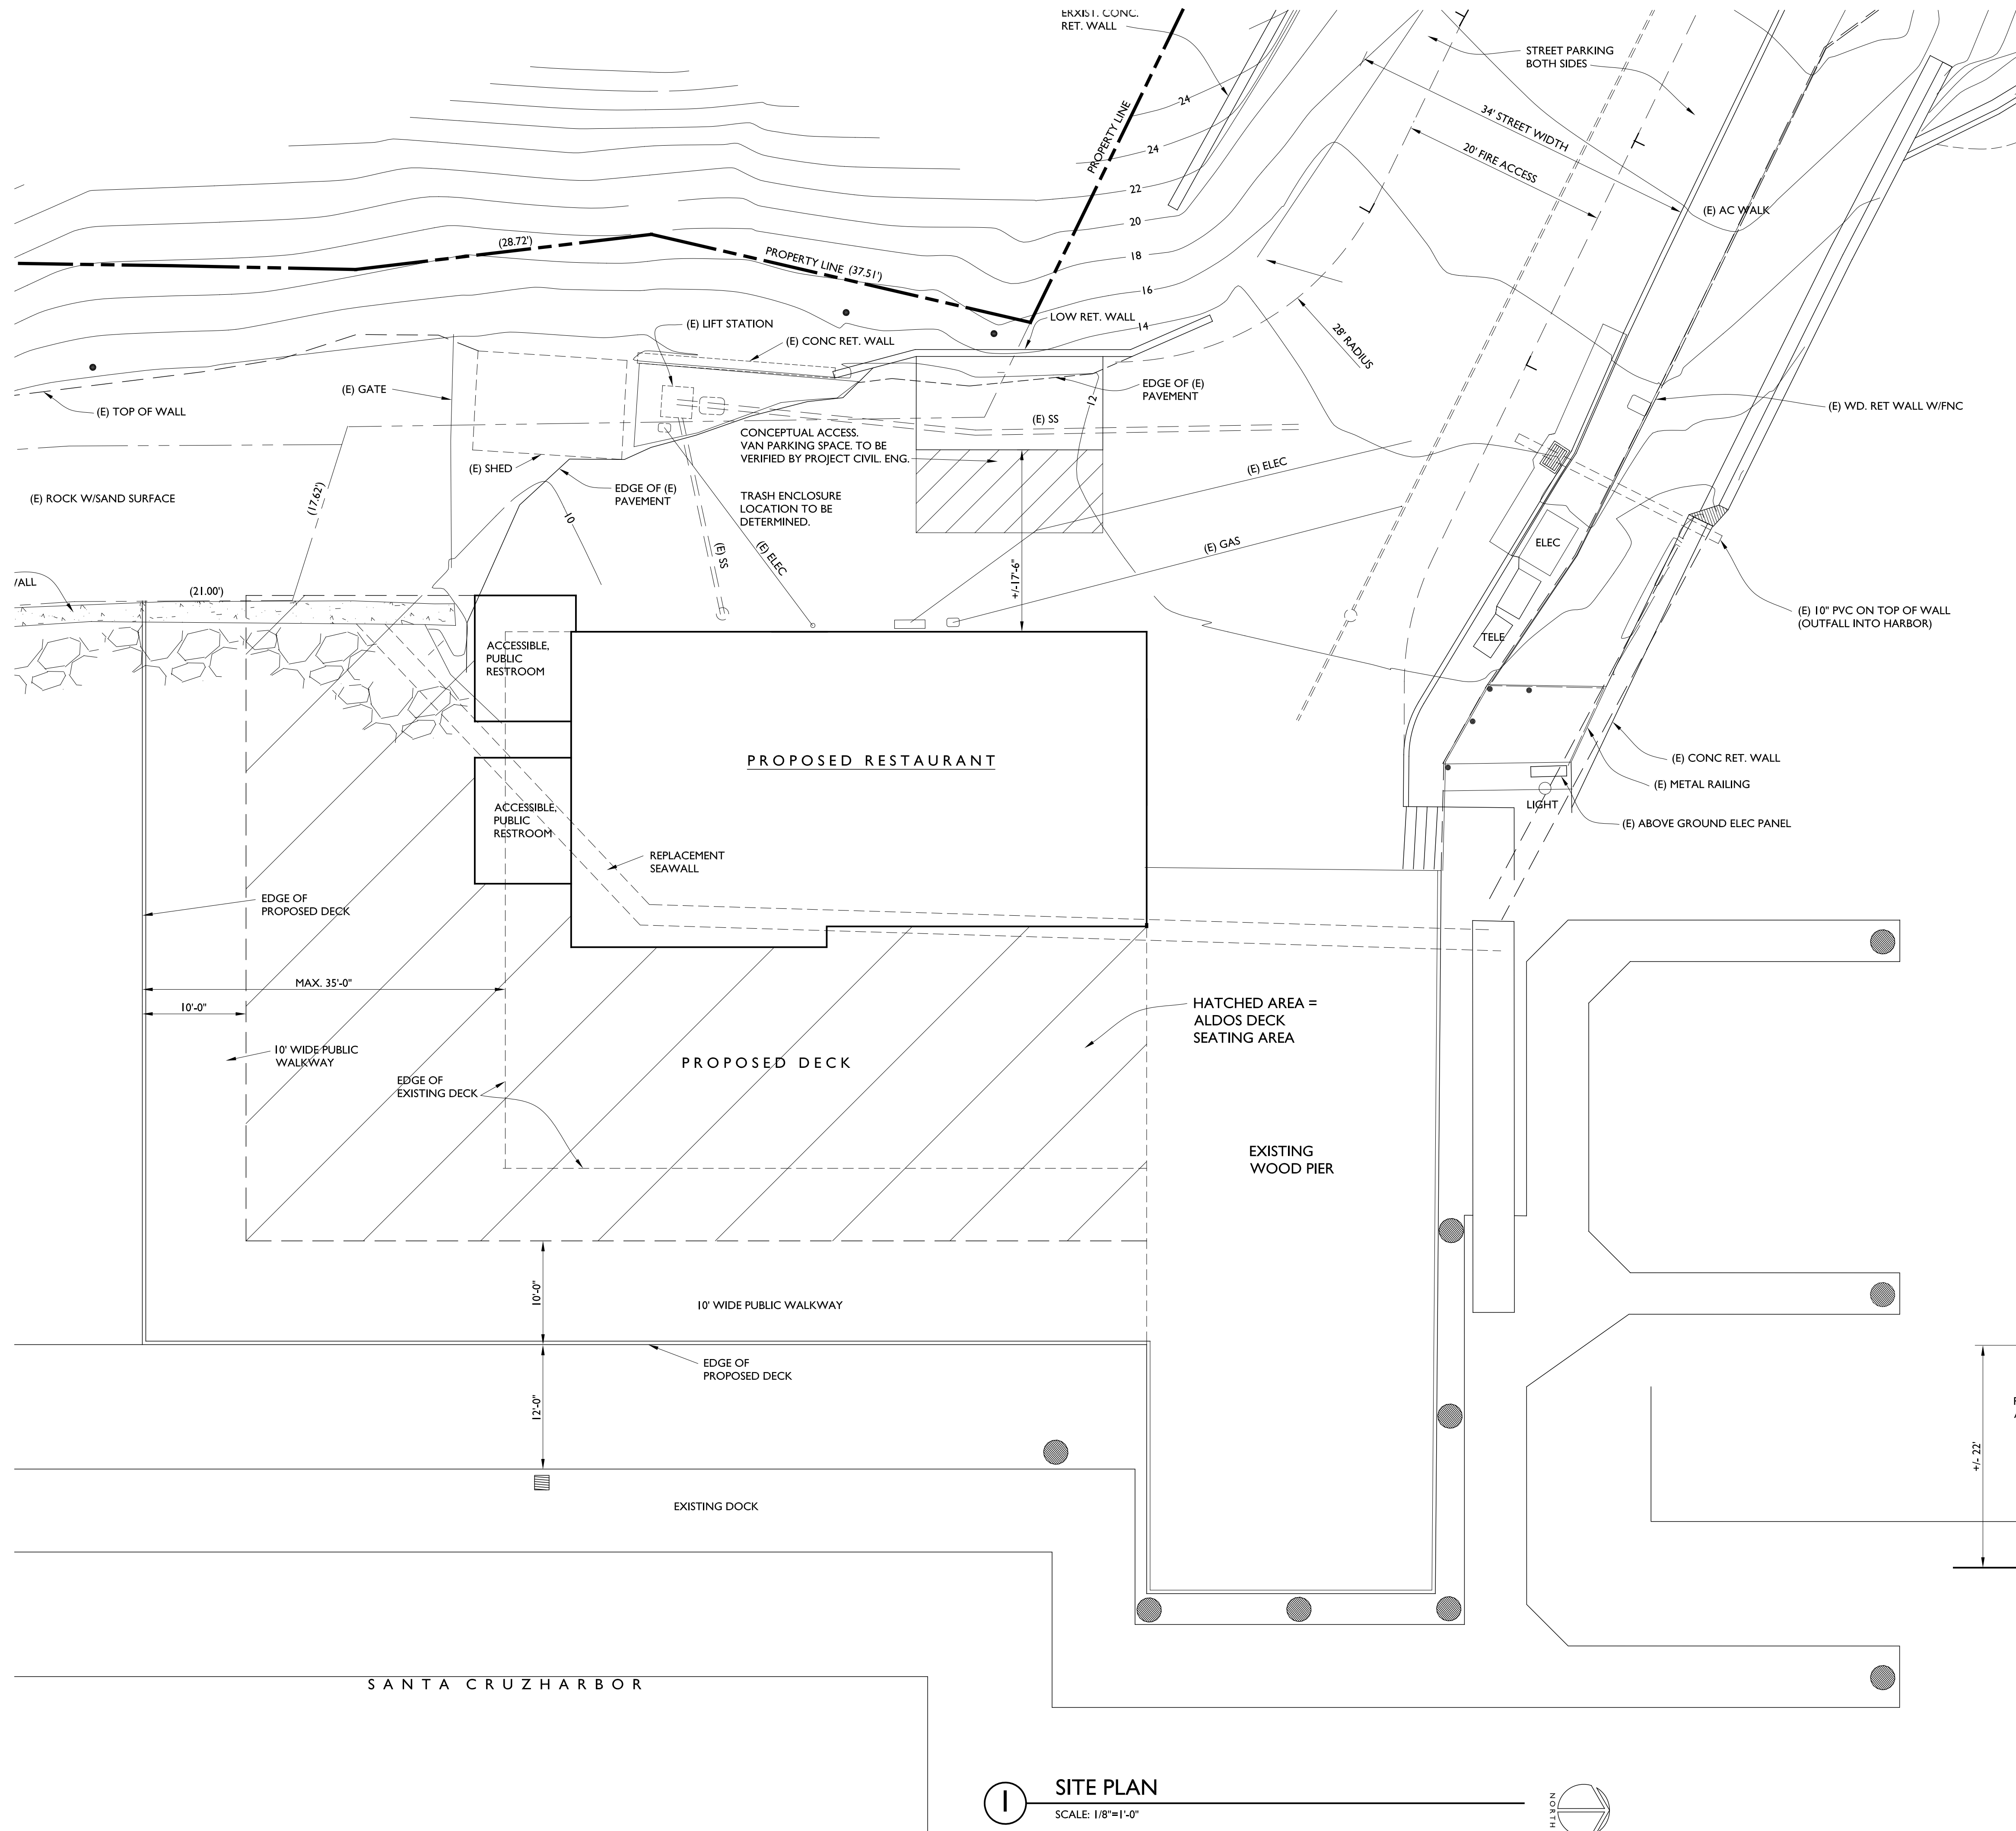 ERXIST. CONC.
RET. WALL
PROPERTY LINE
24
24
22
20
18
16
14
12
STREET PARKING
BOTH SIDES
34' STREET WIDTH
20' FIRE ACCESS
(E) AC WALK
(28.72')
PROPERTY LINE (37.51')
LOW RET. WALL
28' RADIUS
(E) LIFT STATION
(E) CONC RET. WALL
(E) GATE
(E) TOP OF WALL
EDGE OF (E)
PAVEMENT
(E) WD. RET WALL W/FNC
(E) SS
CONCEPTUAL ACCESS.
VAN PARKING SPACE. TO BE
VERIFIED BY PROJECT CIVIL. ENG.
(E) SHED
(E) ELEC
(E) ROCK W/SAND SURFACE
(17.62')
EDGE OF (E)
PAVEMENT
10
TRASH ENCLOSURE
LOCATION TO BE
DETERMINED.
(E) SS
(E) ELEC
(E) GAS
+/-17'-6"
ELEC
TELE
(E) 10" PVC ON TOP OF WALL
(OUTFALL INTO HARBOR)
(21.00')
ACCESSIBLE,
PUBLIC
RESTROOM
PROPOSED RESTAURANT
(E) CONC RET. WALL
(E) METAL RAILING
LIGHT
(E) ABOVE GROUND ELEC PANEL
ACCESSIBLE,
PUBLIC
RESTROOM
REPLACEMENT
SEAWALL
EDGE OF
PROPOSED DECK
MAX. 35'-0"
10'-0"
HATCHED AREA =
ALDOS DECK
SEATING AREA
10' WIDE PUBLIC
WALKWAY
PROPOSED DECK
EDGE OF
EXISTING DECK
EXISTING
WOOD PIER
10'-0"
10' WIDE PUBLIC WALKWAY
EDGE OF
PROPOSED DECK
12'-0"
+/- 22'
EXISTING DOCK
SANTA CRUZHARBOR
1
SITE PLAN
SCALE: 1/8"=1'-0"
NORTH